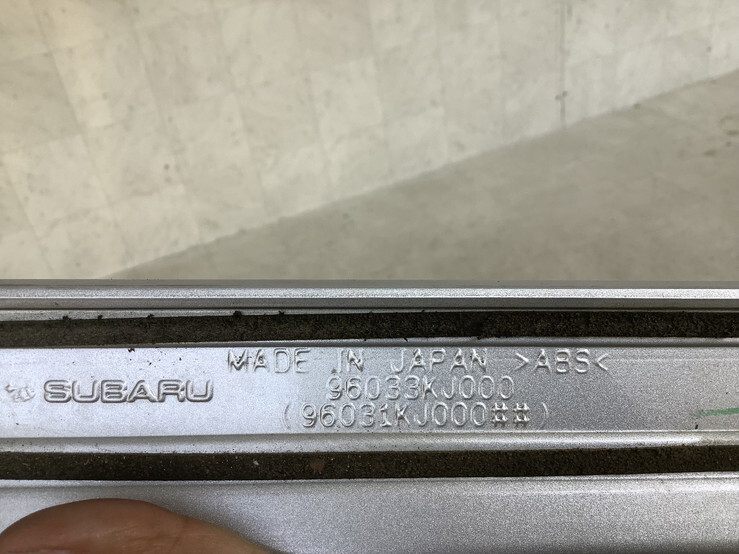 MADE IN JAPAN >ABS<
SUBARU 96033KJ000
(96031KJ000##)